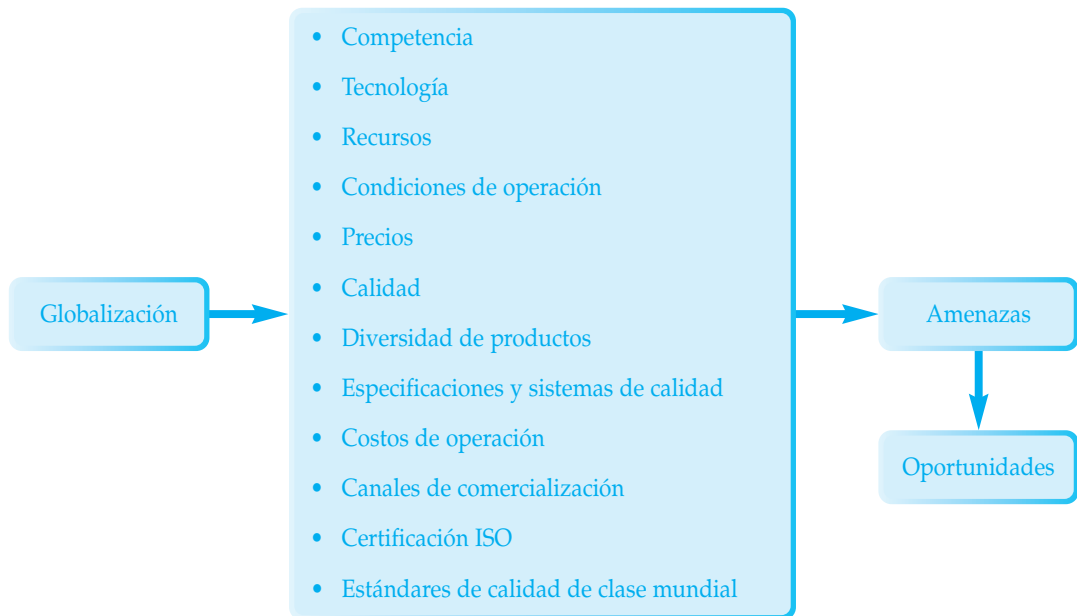 Globalización
• Competencia
• Tecnología
• Recursos
• Condiciones de operación
• Precios
• Calidad
• Diversidad de productos
• Especificaciones y sistemas de calidad
• Costos de operación
• Canales de comercialización
• Certificación ISO
• Estándares de calidad de clase mundial
Amenazas
Oportunidades